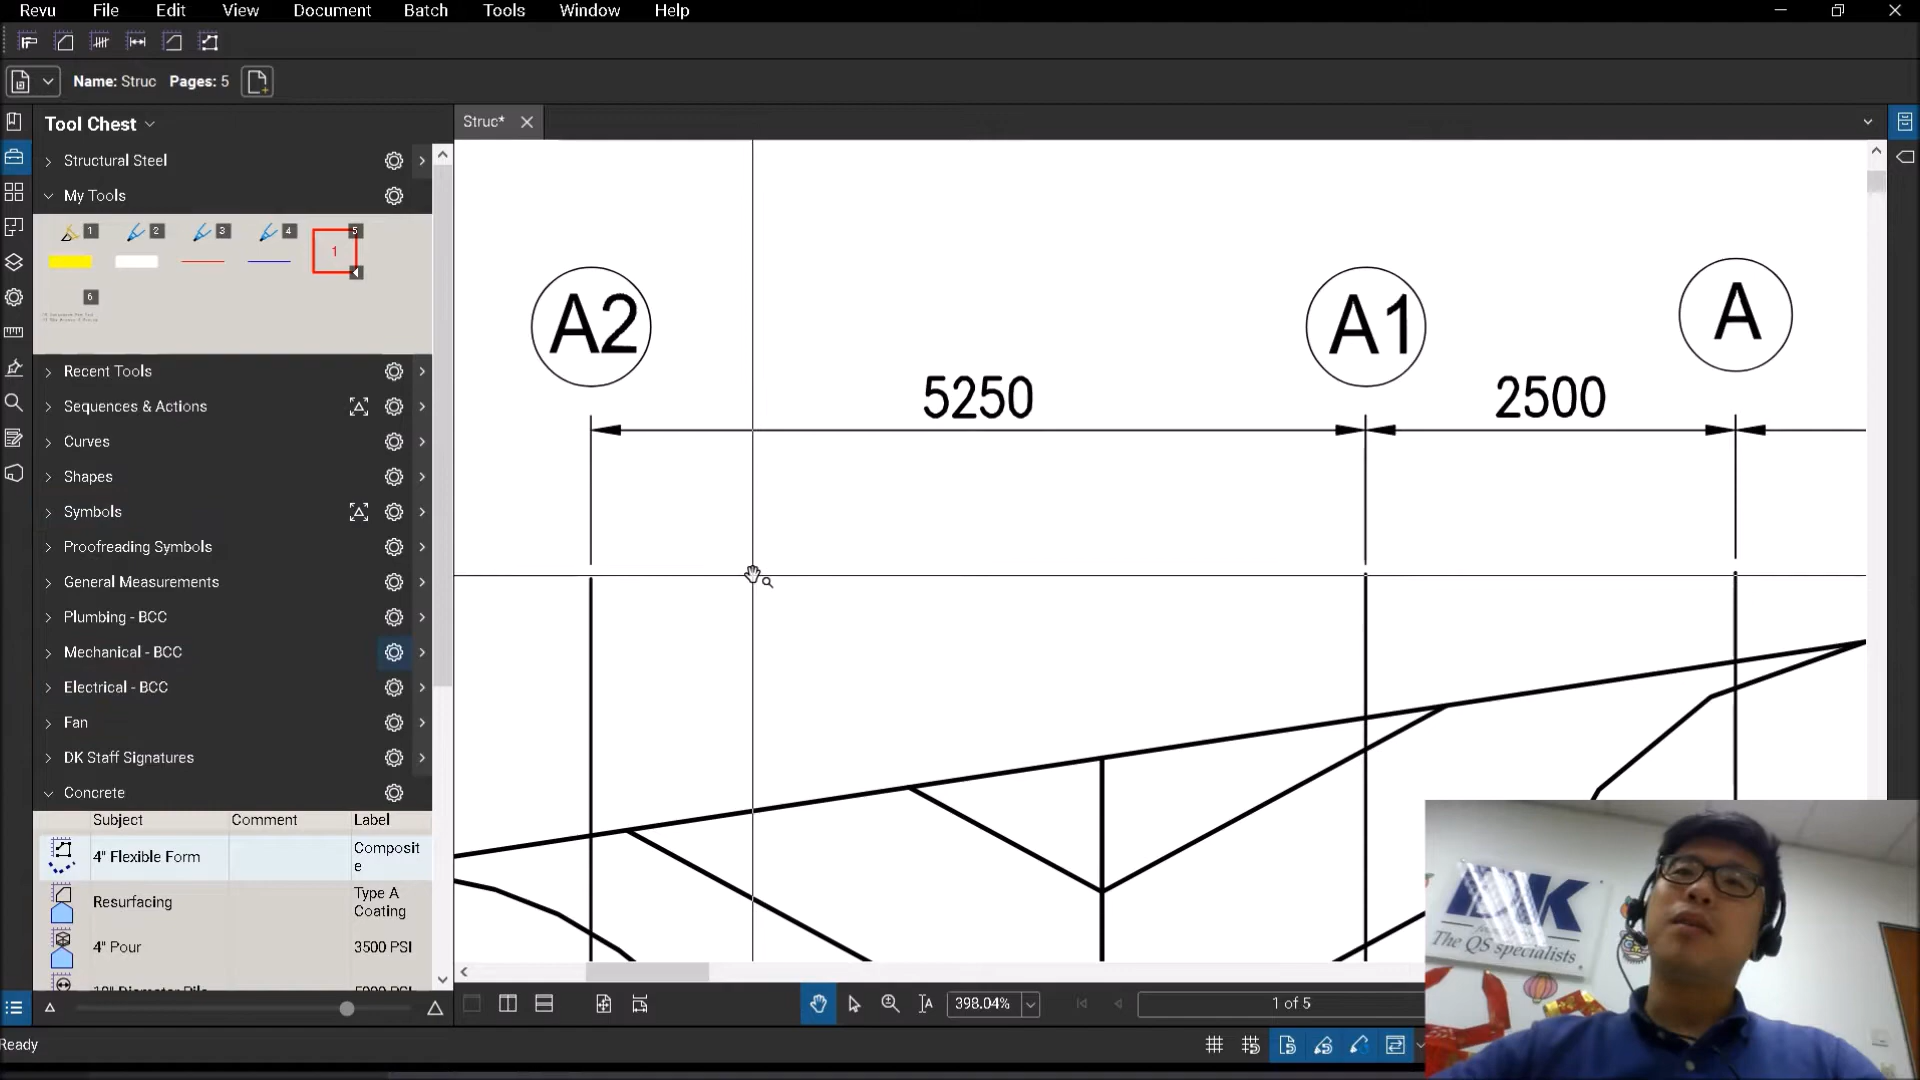 Revu File Edit View Document Batch Tools Window Help
Name: Struc Pages: 5
Tool Chest
Struc*
Structural Steel
My Tools
1 2 3 4 5
1
6
Recent Tools
Sequences & Actions
Curves
Shapes
Symbols
Proofreading Symbols
General Measurements
Plumbing - BCC
Mechanical - BCC
Electrical - BCC
Fan
DK Staff Signatures
Concrete
Subject Comment Label
4" Flexible Form Composit
e
Resurfacing Type A
Coating
4" Pour 3500 PSI
A2 A1 A
5250 2500
DK
The QS specialists
398.04% 1 of 5
Ready